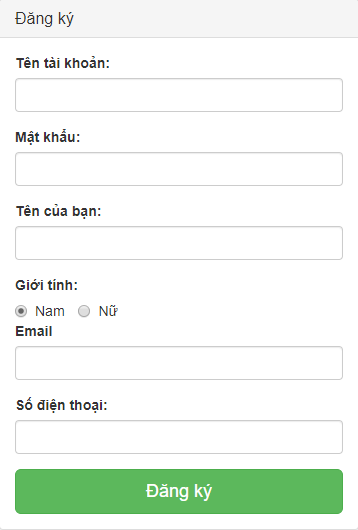 Đăng ký
Tên tài khoản:
Mật khẩu:
Tên của bạn:
Giới tính:
Nam Nữ
Email
Số điện thoại:
Đăng ký